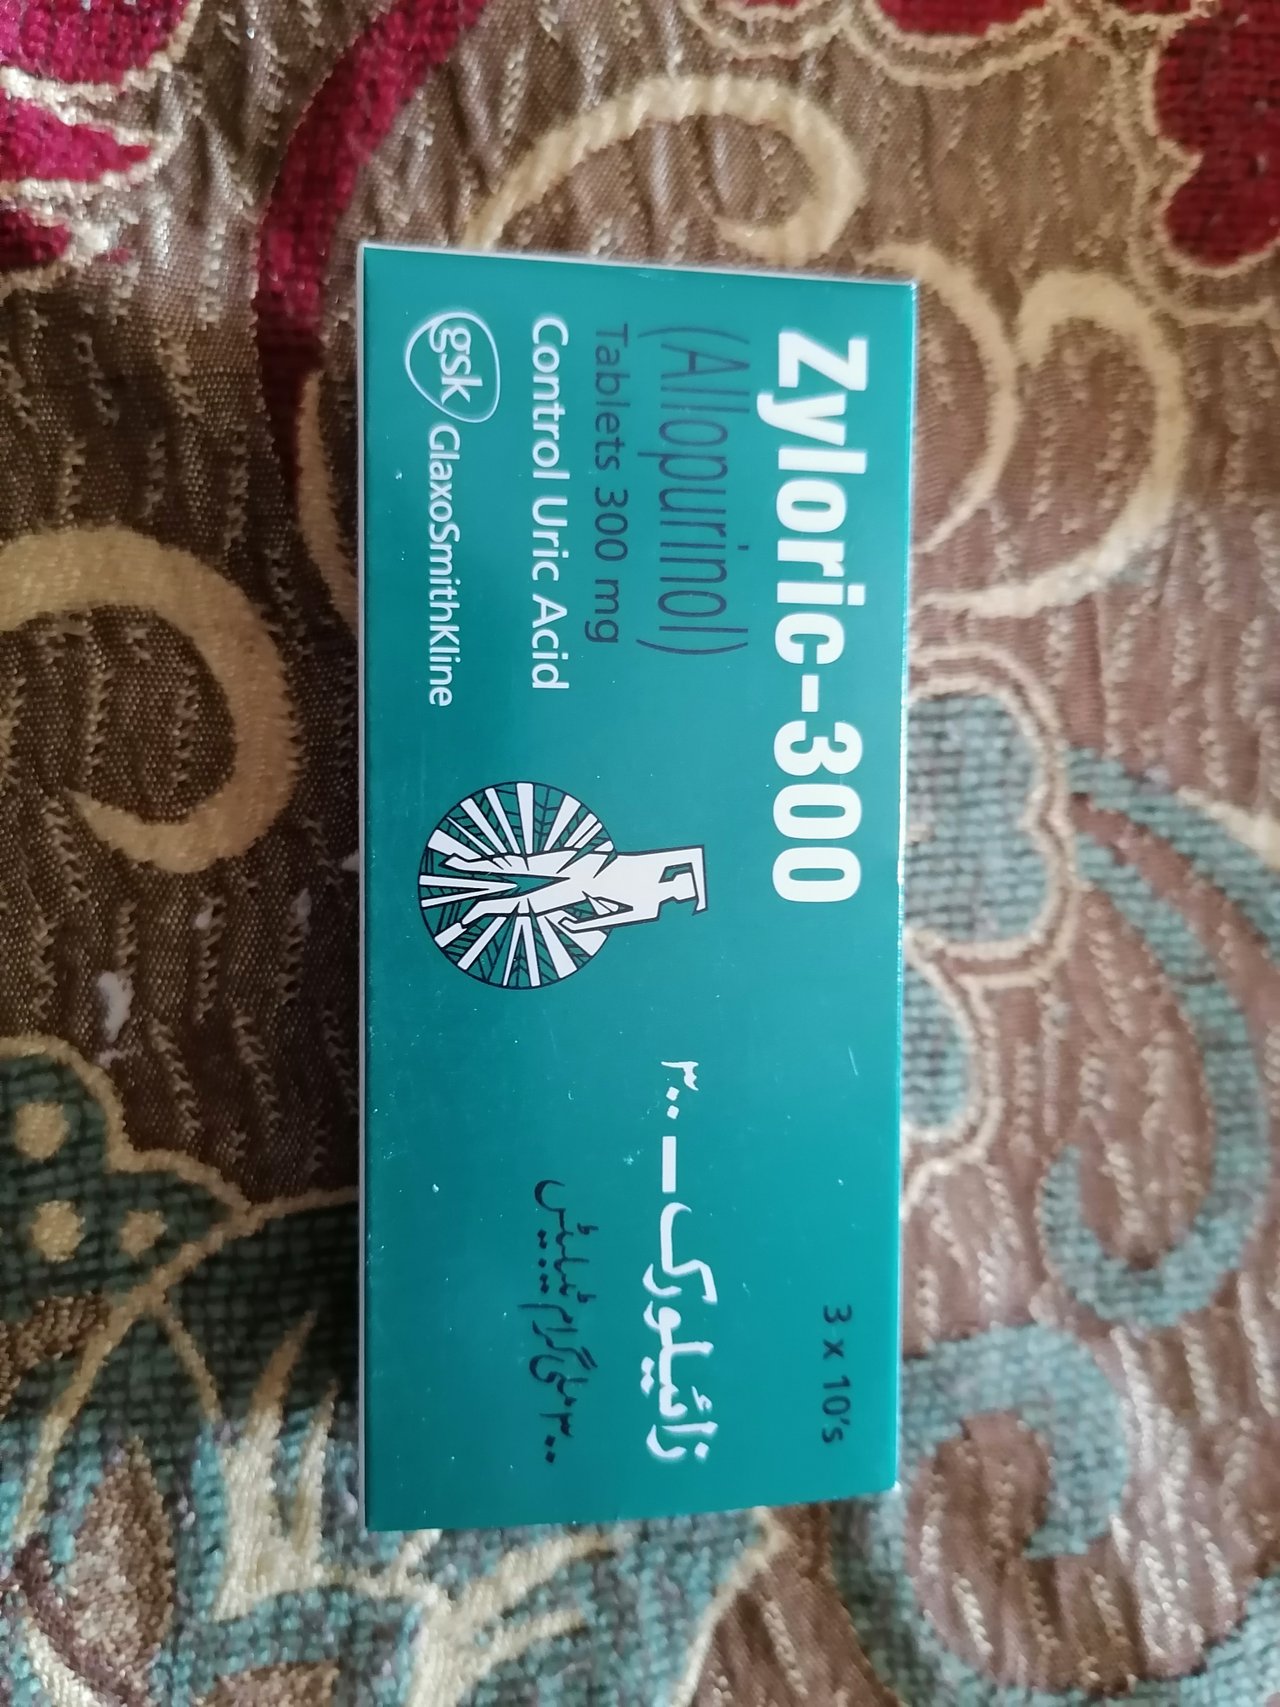 Zyloric-300
(Allopurinol)
Tablets 300 mg
Control Uric Acid
gsk GlaxoSmithKline
3 x 10's
زائیلورک ــ ۳۰۰
۳۰۰ ملی گرام ٹیبلیٹس